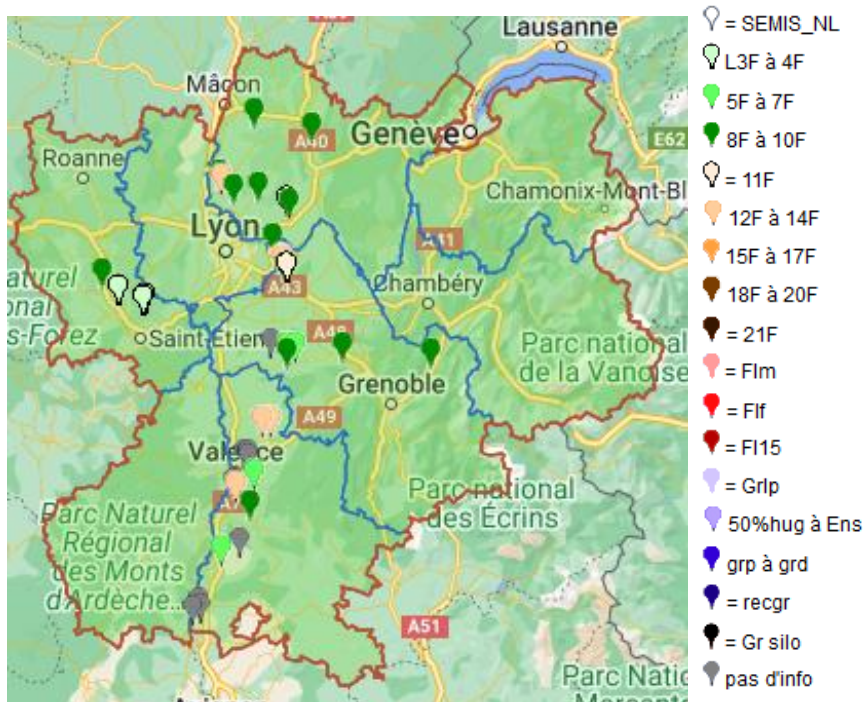 Lausanne
Mâcon
A40
Genève
E62
Roanne
Chamonix-Mont-Bl
Lyon
A41
Naturel
A43
Chambéry
onal
s-Forez
Saint-Etien
A48
Parc national
de la Vanoise
Grenoble
A49
Valence
Parc national
des Écrins
Parc Naturel
Régional
des Monts
d'Ardèche...
A51
Parc Natio
= SEMIS_NL
L3F à 4F
5F à 7F
8F à 10F
= 11F
12F à 14F
15F à 17F
18F à 20F
= 21F
= Flm
= Flf
= Fl15
= Grlp
50%hug à Ens
grp à grd
= recgr
= Gr silo
pas d'info